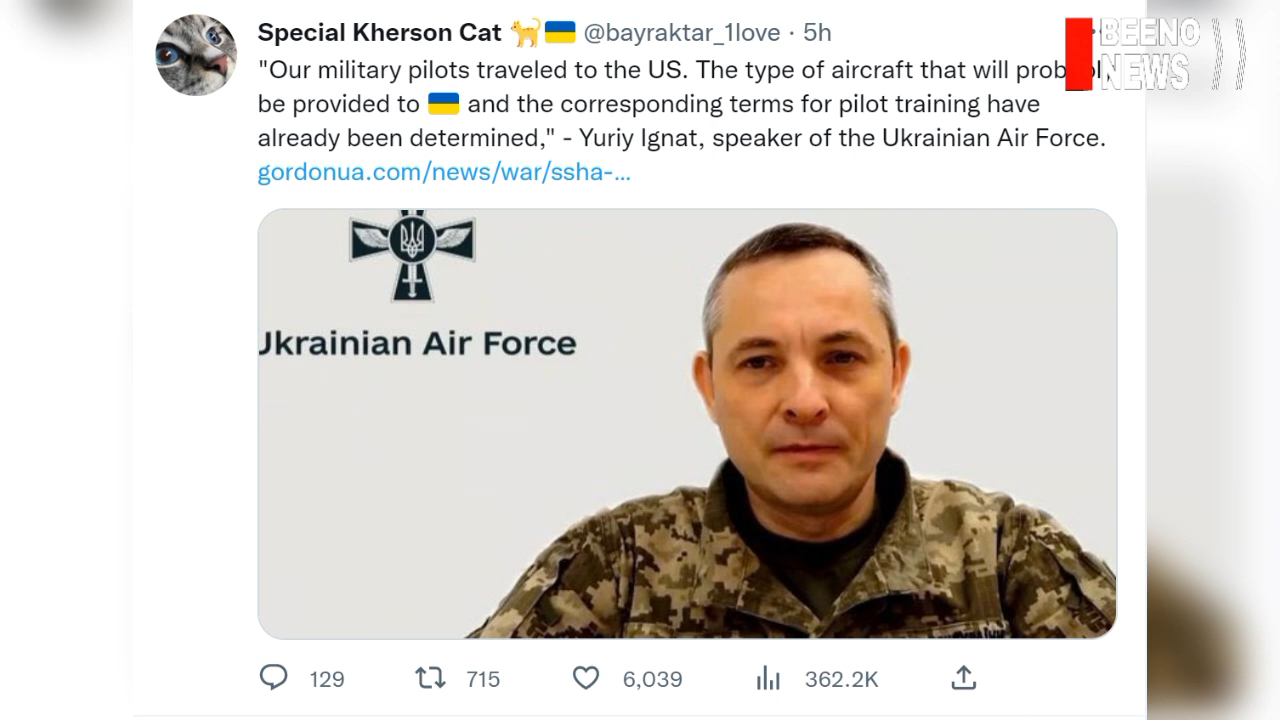 Special Kherson Cat 🐈🇺🇦 @bayraktar_1love · 5h
"Our military pilots traveled to the US. The type of aircraft that will
be provided to 🇺🇦 and the corresponding terms for pilot training have
already been determined," - Yuriy Ignat, speaker of the Ukrainian Air Force.
gordonua.com/news/war/ssha-...
BEENO
NEWS
Ukrainian Air Force
129 715 6,039 362.2K